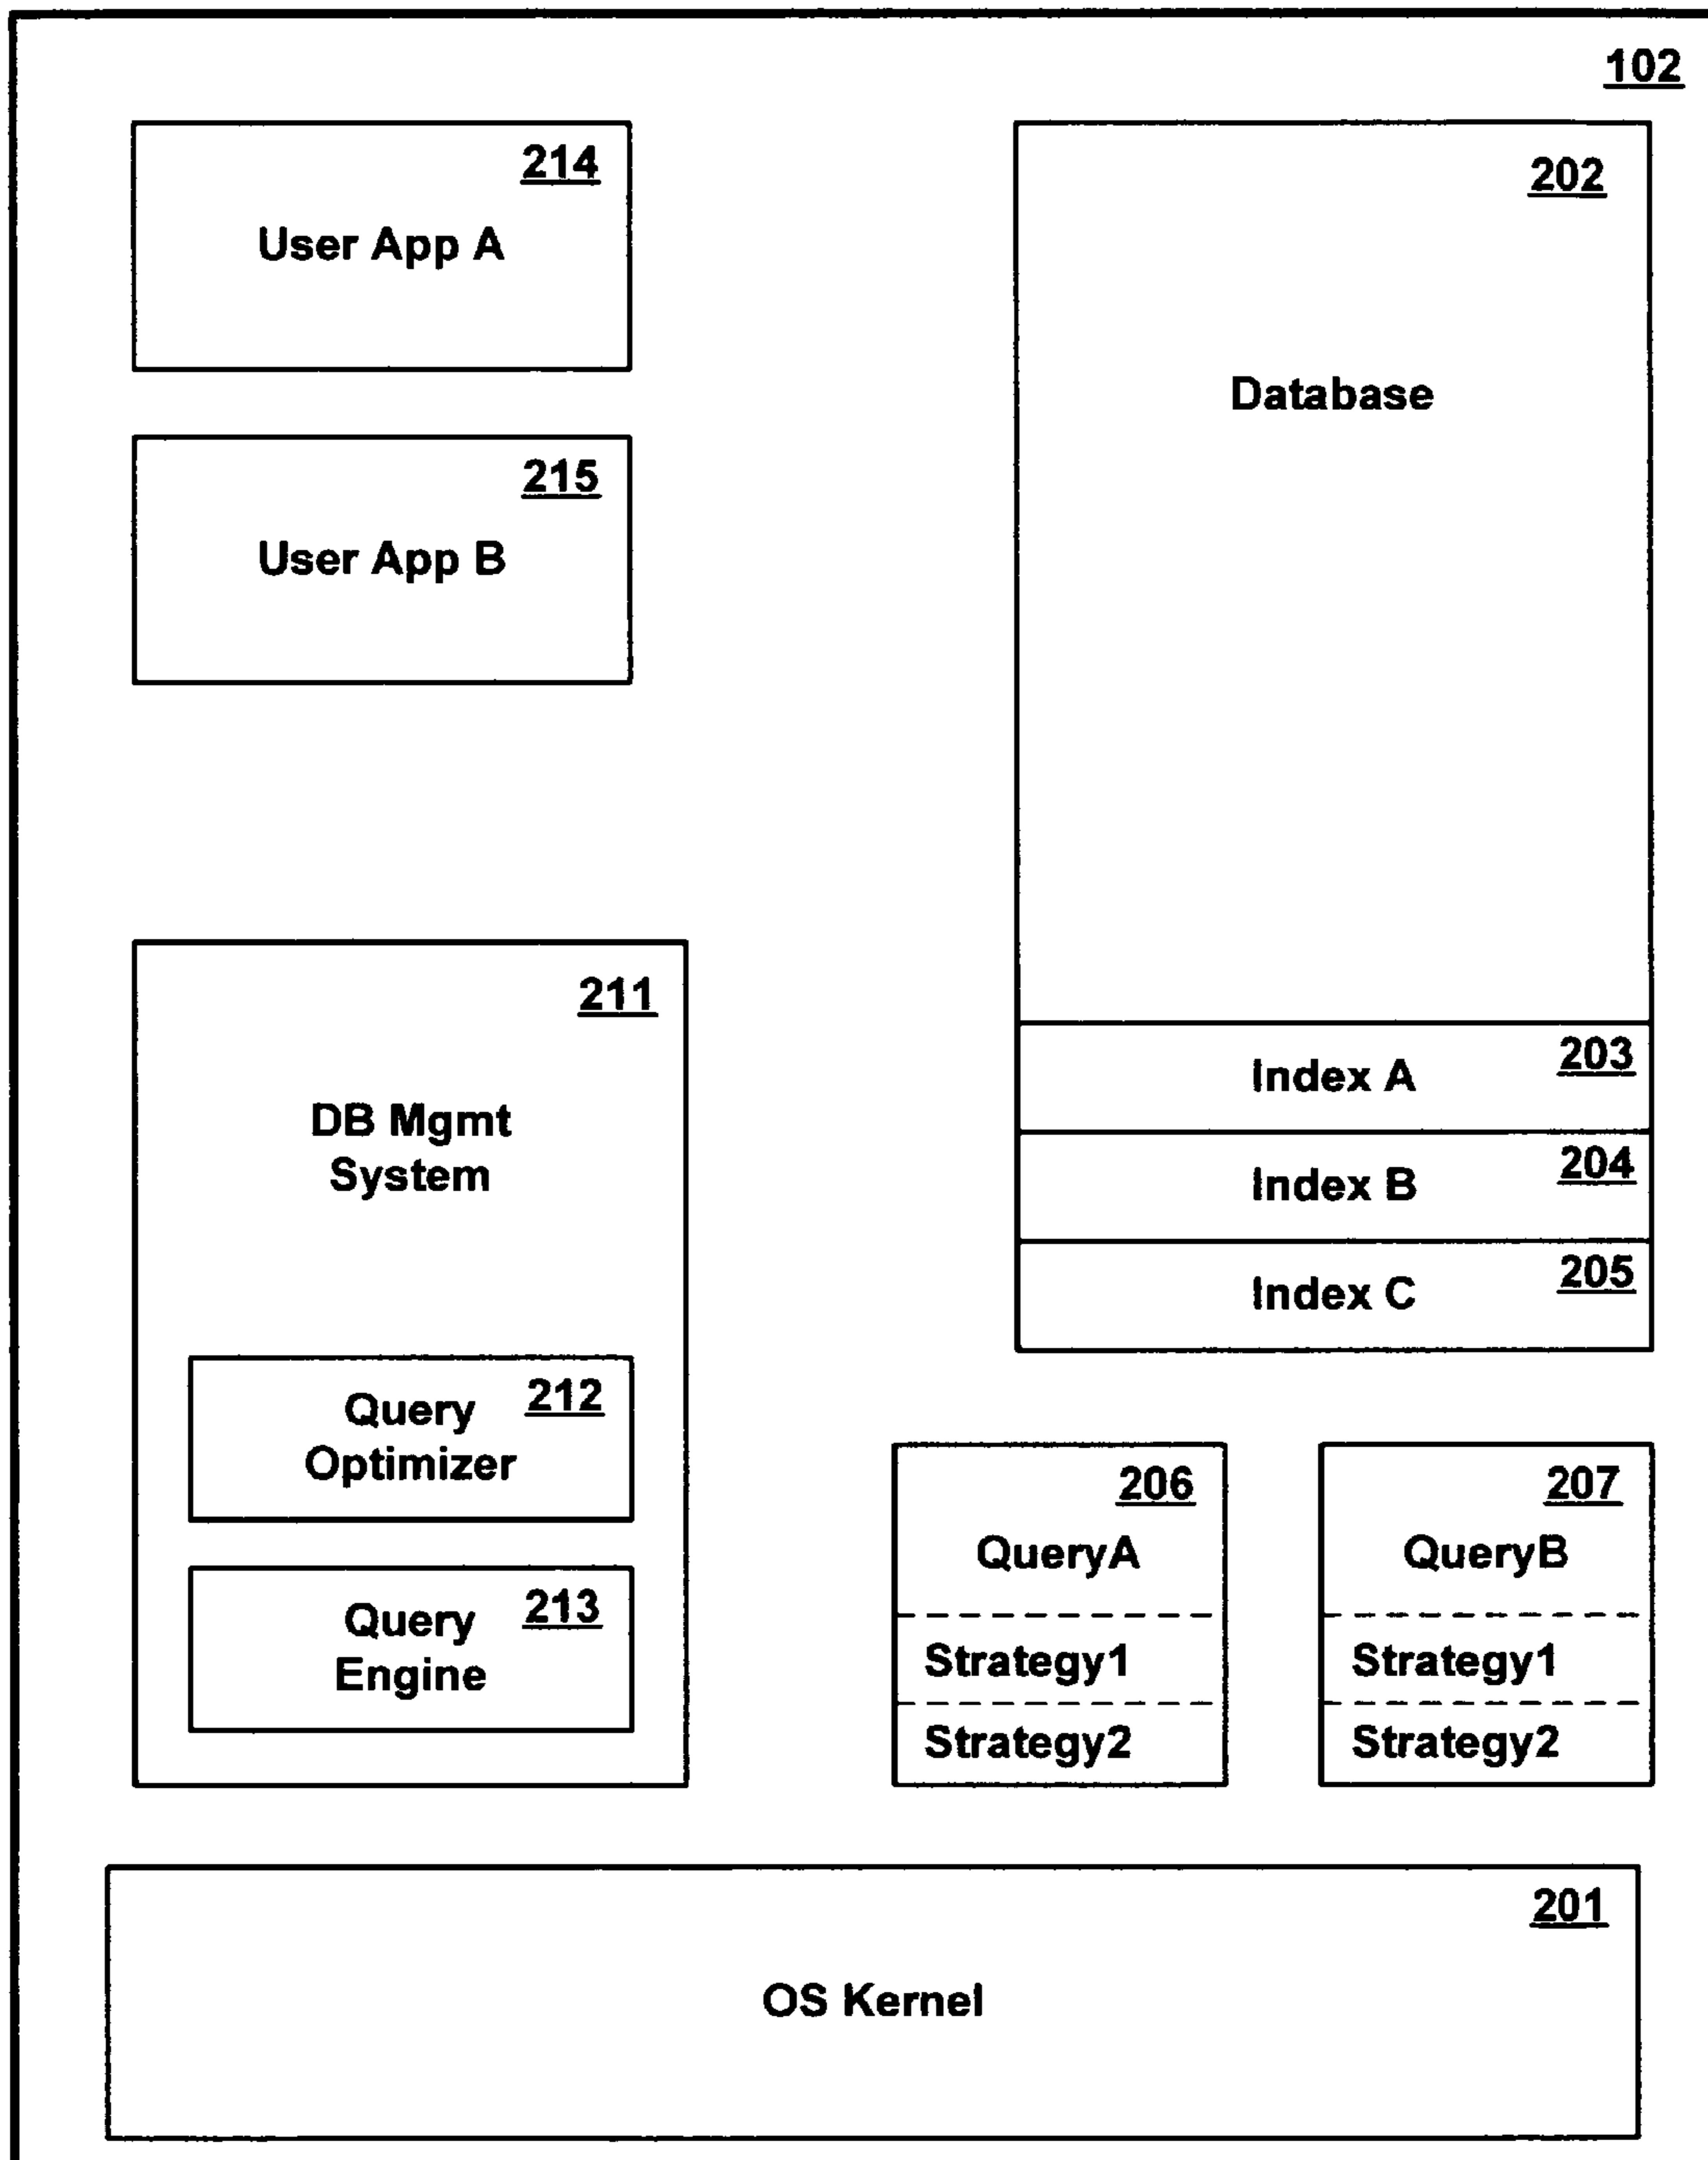 102
214
User App A
215
User App B
202
Database
203
Index A
204
Index B
205
Index C
211
DB Mgmt
System
212
Query
Optimizer
213
Query
Engine
206
QueryA
Strategy1
Strategy2
207
QueryB
Strategy1
Strategy2
201
OS Kernel